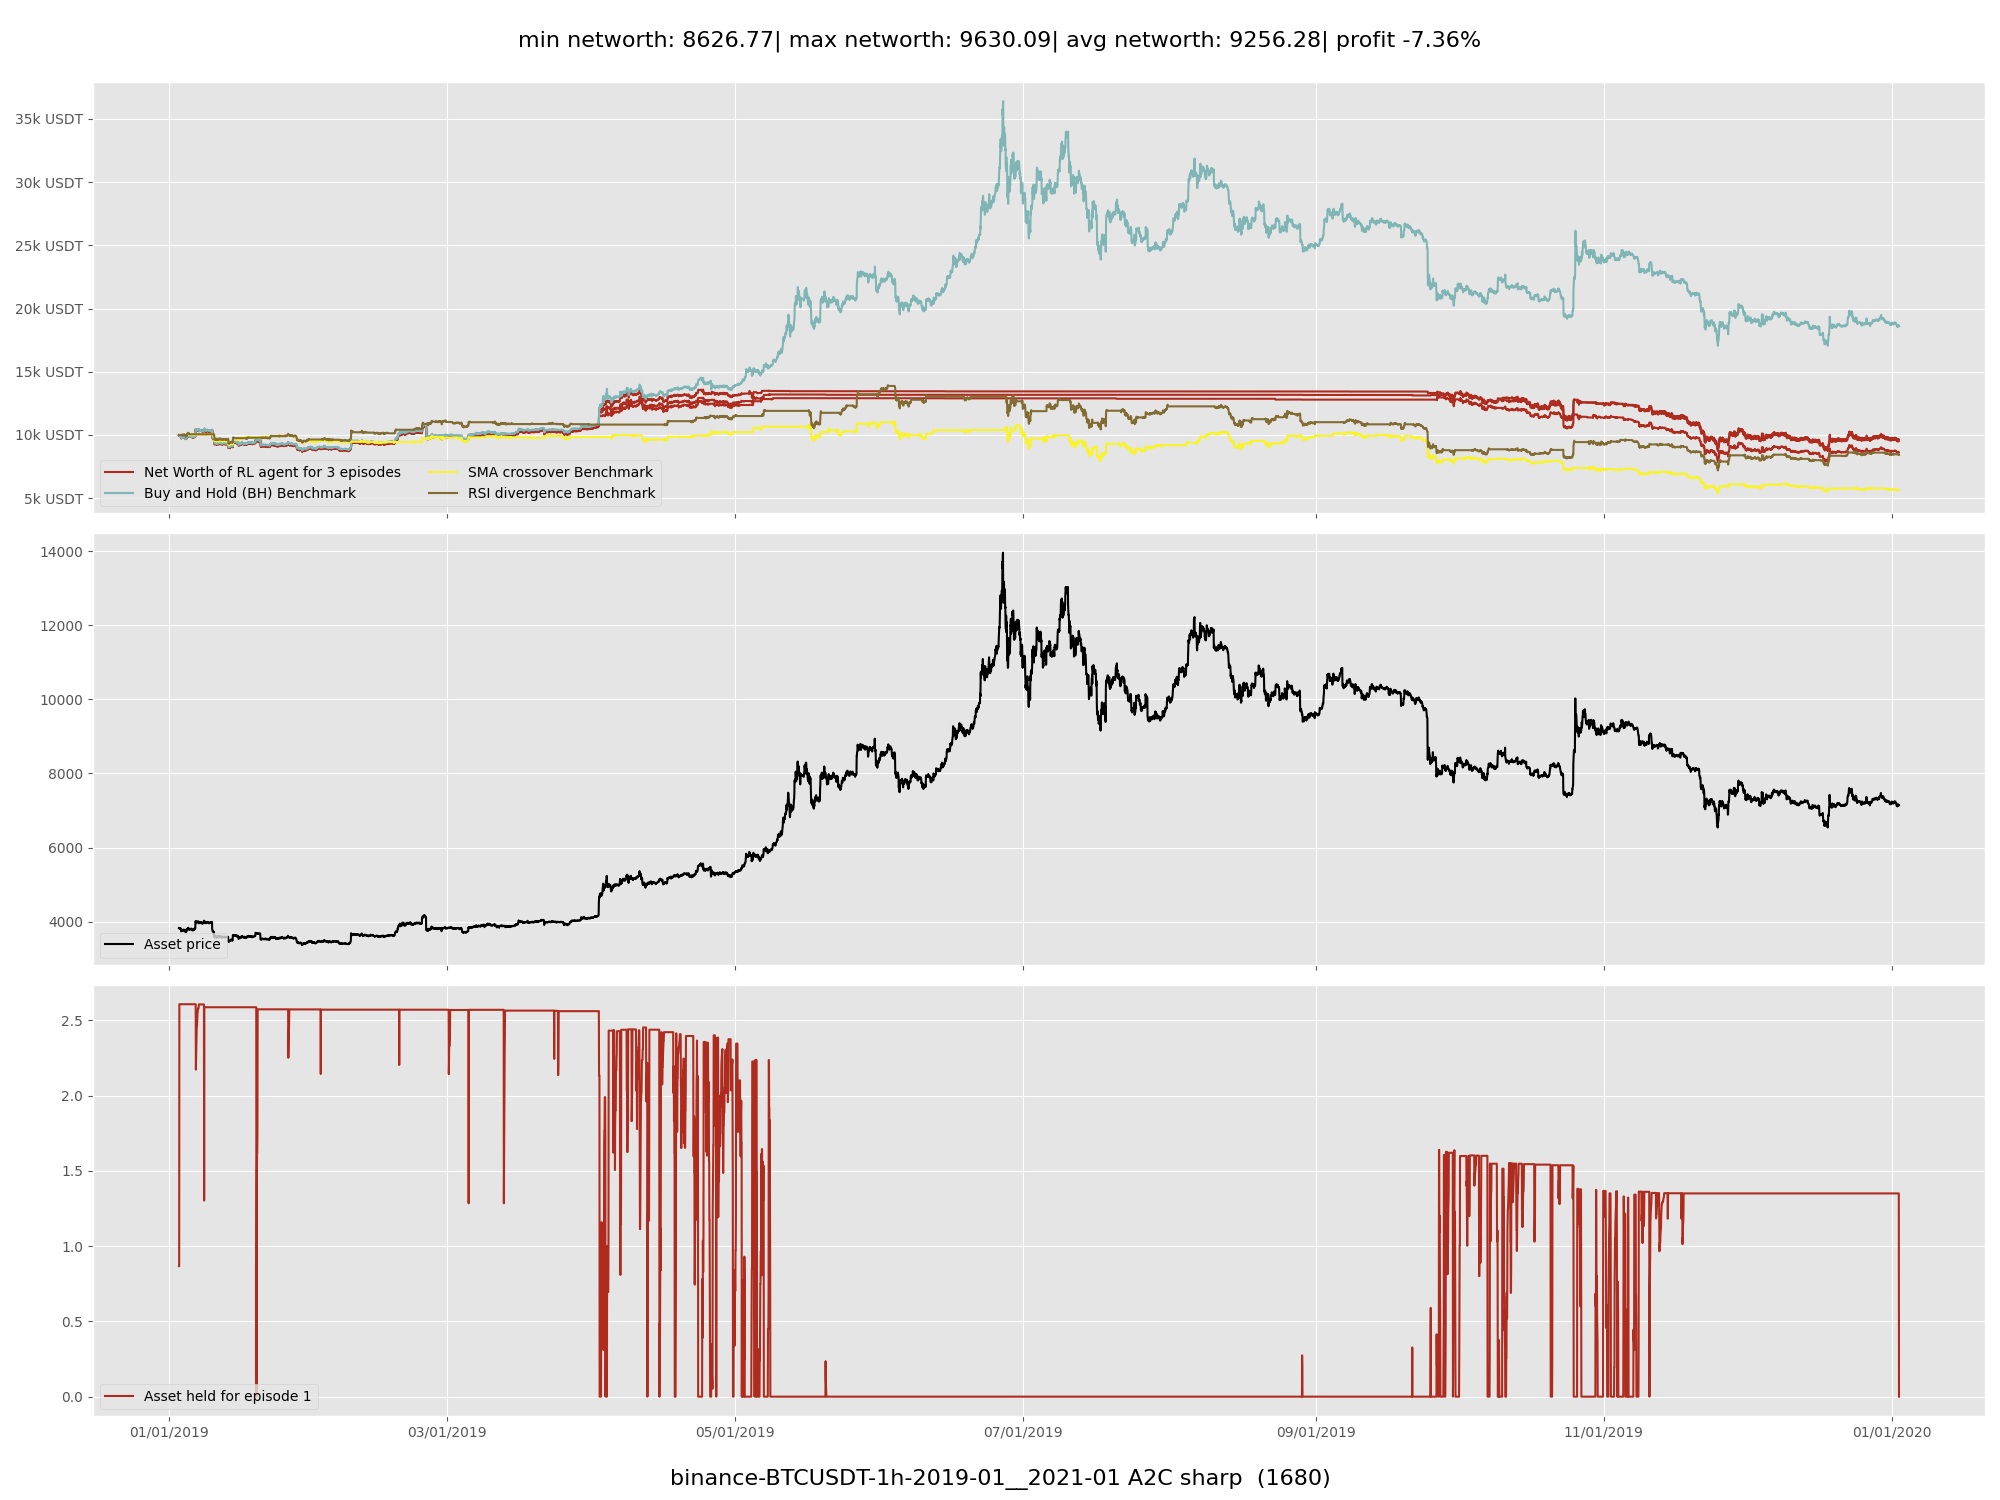 min networth: 8626.77| max networth: 9630.09| avg networth: 9256.28| profit -7.36%
35k USDT
30k USDT
25k USDT
20k USDT
15k USDT
10k USDT
5k USDT
Net Worth of RL agent for 3 episodes
Buy and Hold (BH) Benchmark
SMA crossover Benchmark
RSI divergence Benchmark
14000
12000
10000
8000
6000
4000
Asset price
2.5
2.0
1.5
1.0
0.5
0.0
Asset held for episode 1
01/01/2019
03/01/2019
05/01/2019
07/01/2019
09/01/2019
11/01/2019
01/01/2020
binance-BTCUSDT-1h-2019-01__2021-01 A2C sharp  (1680)